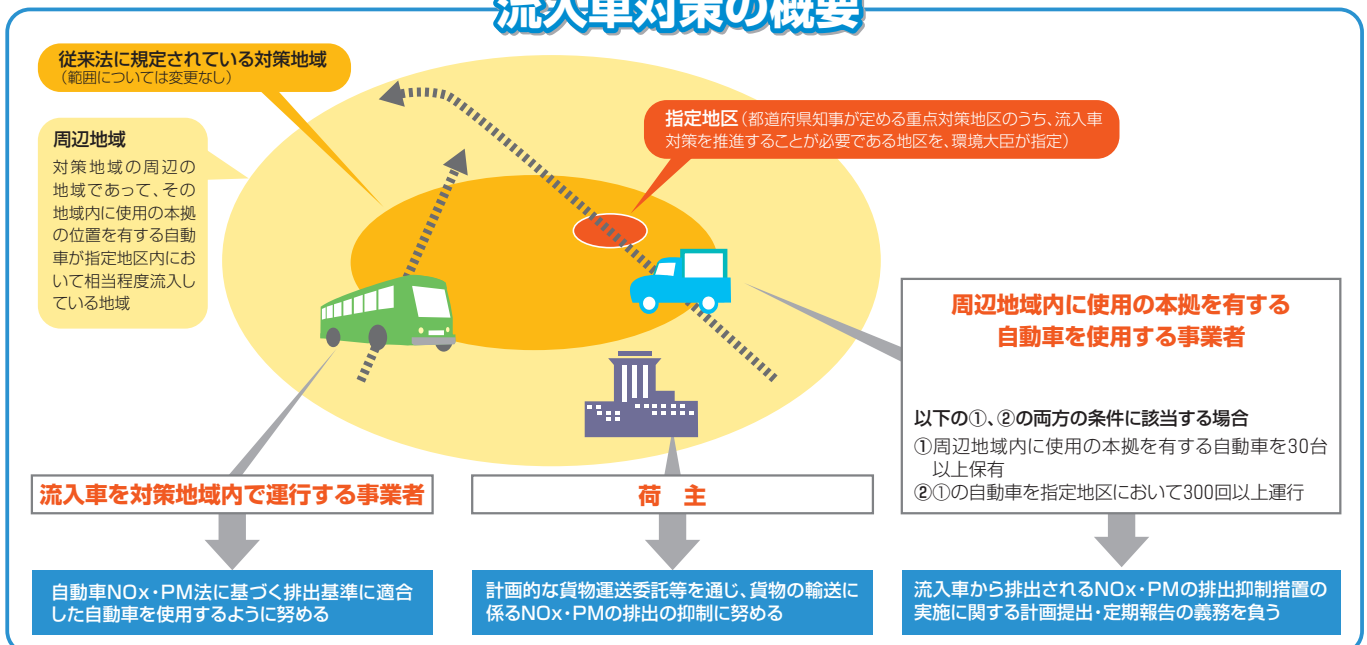 流入車対策の概要
従来法に規定されている対策地域
（範囲については変更なし）
周辺地域
対策地域の周辺の
地域であって、その
地域内に使用の本拠
の位置を有する自動
車が指定地区内にお
いて相当程度流入し
ている地域
指定地区（都道府県知事が定める重点対策地区のうち、流入車
対策を推進することが必要である地区を、環境大臣が指定）
周辺地域内に使用の本拠を有する
自動車を使用する事業者
以下の①、②の両方の条件に該当する場合
①周辺地域内に使用の本拠を有する自動車を30台
以上保有
②①の自動車を指定地区において300回以上運行
流入車を対策地域内で運行する事業者
荷　主
自動車NOx・PM法に基づく排出基準に適合
した自動車を使用するように努める
計画的な貨物運送委託等を通じ、貨物の輸送に
係るNOx・PMの排出の抑制に努める
流入車から排出されるNOx・PMの排出抑制措置の
実施に関する計画提出・定期報告の義務を負う